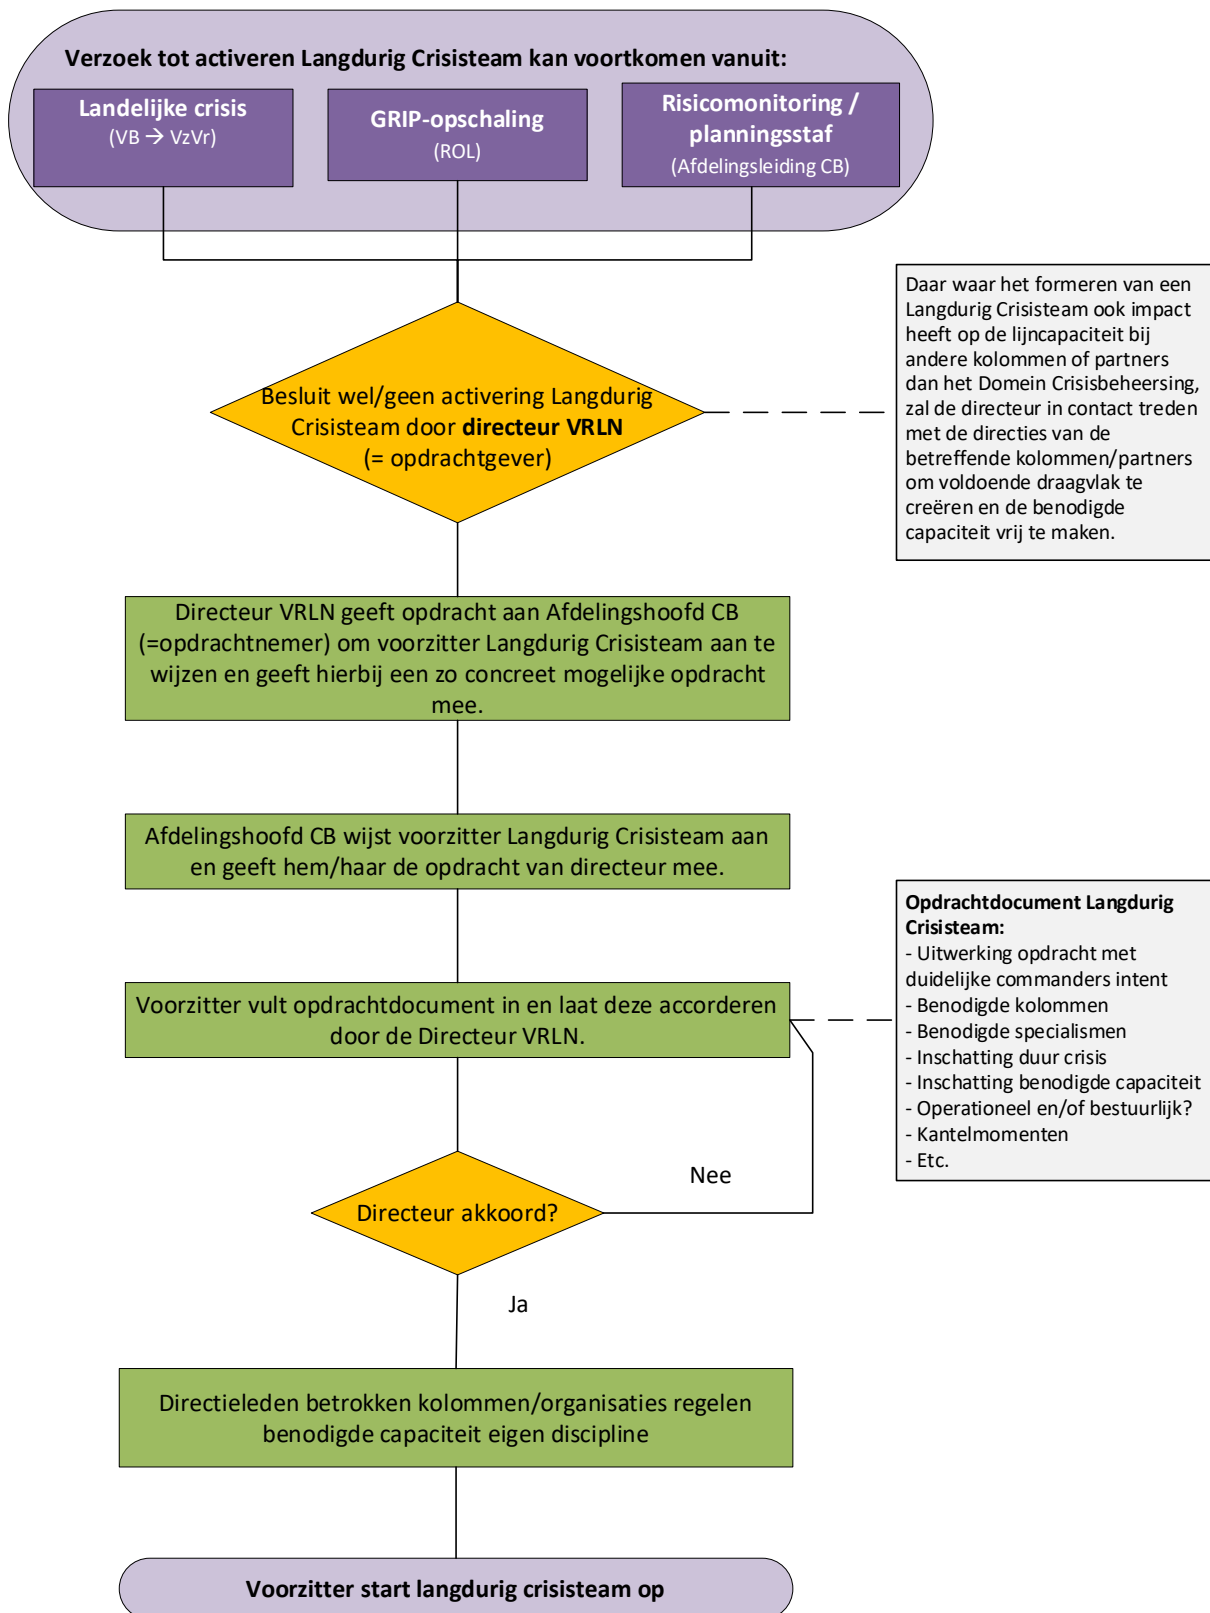 Verzoek tot activeren Langdurig Crisisteam kan voortkomen vanuit:
Landelijke crisis
(VB → VzVr)
GRIP-opschaling
(ROL)
Risicomonitoring /
planningsstaf
(Afdelingsleiding CB)
Daar waar het formeren van een
Langdurig Crisisteam ook impact
heeft op de lijncapaciteit bij
andere kolommen of partners
dan het Domein Crisisbeheersing,
zal de directeur in contact treden
met de directies van de
betreffende kolommen/partners
om voldoende draagvlak te
creëren en de benodigde
capaciteit vrij te maken.
Besluit wel/geen activering Langdurig
Crisisteam door directeur VRLN
(= opdrachtgever)
Directeur VRLN geeft opdracht aan Afdelingshoofd CB
(=opdrachtnemer) om voorzitter Langdurig Crisisteam aan te
wijzen en geeft hierbij een zo concreet mogelijke opdracht
mee.
Afdelingshoofd CB wijst voorzitter Langdurig Crisisteam aan
en geeft hem/haar de opdracht van directeur mee.
Opdrachtdocument Langdurig
Crisisteam:
- Uitwerking opdracht met
duidelijke commanders intent
- Benodigde kolommen
- Benodigde specialismen
- Inschatting duur crisis
- Inschatting benodigde capaciteit
- Operationeel en/of bestuurlijk?
- Kantelmomenten
- Etc.
Voorzitter vult opdrachtdocument in en laat deze accorderen
door de Directeur VRLN.
Nee
Directeur akkoord?
Ja
Directieleden betrokken kolommen/organisaties regelen
benodigde capaciteit eigen discipline
Voorzitter start langdurig crisisteam op